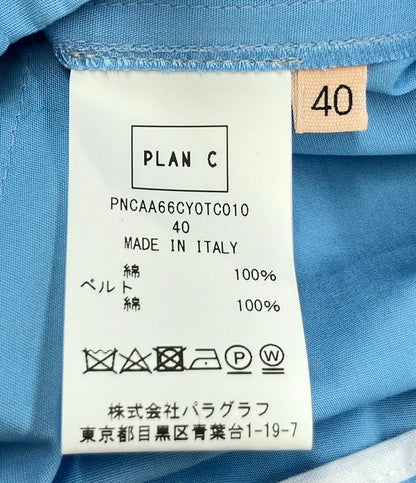 40
PLAN C
PNCAA66CYOTC010
40
MADE IN ITALY
綿 100%
ベルト
綿 100%
P W
株式会社パラグラフ
東京都目黒区青葉台1-19-7